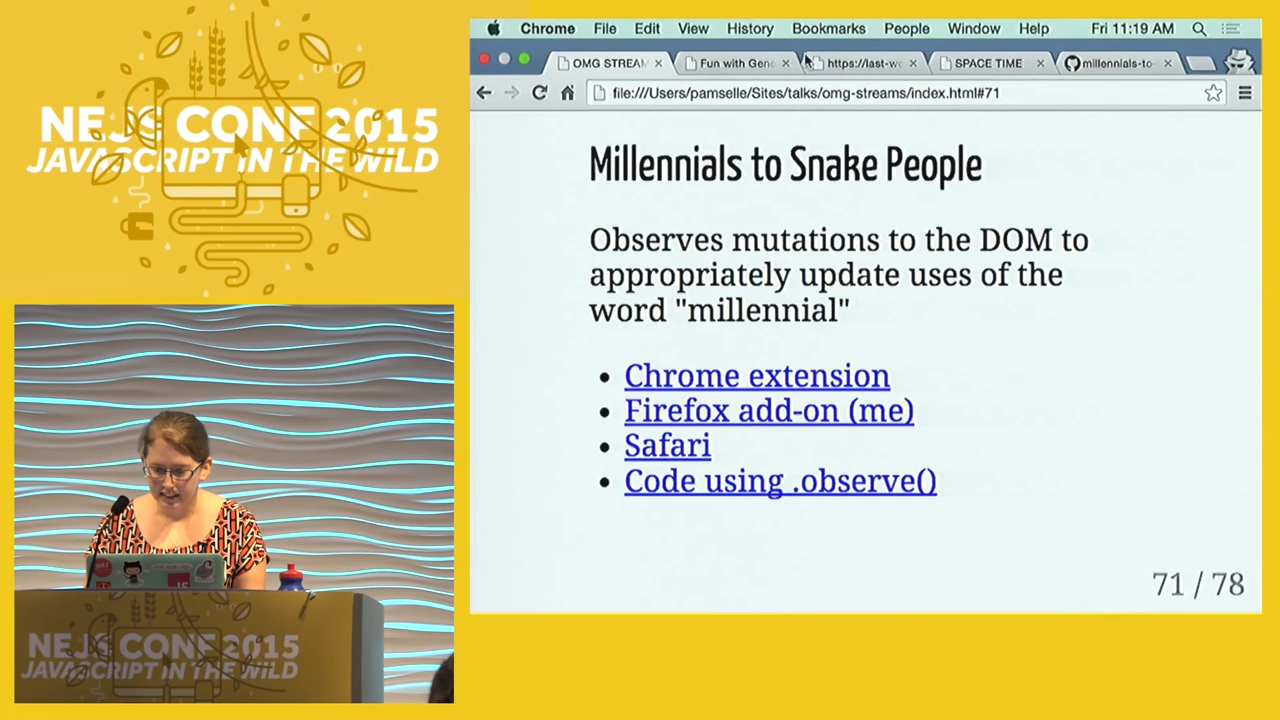 NEJS CONF 2015
JAVASCRIPT IN THE WILD
Chrome File Edit View History Bookmarks People Window Help Fri 11:19 AM
OMG STREAM Fun with Gene https://last-w SPACE TIME millennials-to-
file:///Users/pamselle/Sites/talks/omg-streams/index.html#71
Millennials to Snake People
Observes mutations to the DOM to
appropriately update uses of the
word "millennial"
• Chrome extension
• Firefox add-on (me)
• Safari
• Code using .observe()
71 / 78
JS
NEJS CONF 2015
JAVASCRIPT IN THE WILD